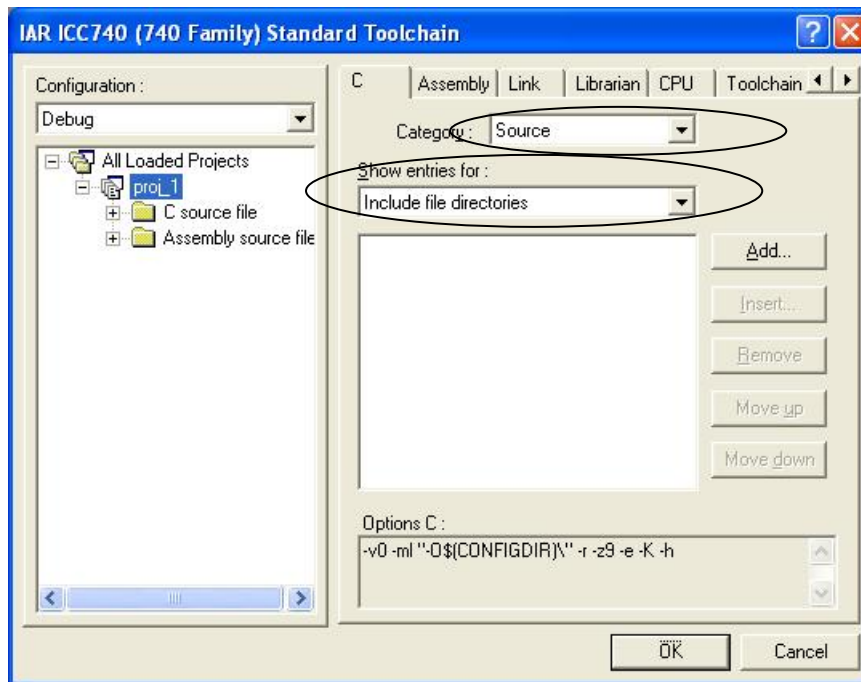 IAR ICC740 (740 Family) Standard Toolchain
Configuration :
Debug
All Loaded Projects
proj_1
C source file
Assembly source file
C
Assembly
Link
Librarian
CPU
Toolchain
Category :
Source
Show entries for :
Include file directories
Add...
Insert...
Remove
Move up
Move down
Options C :
-v0 -ml "-O$(CONFIGDIR)\" -r -z9 -e -K -h
OK
Cancel